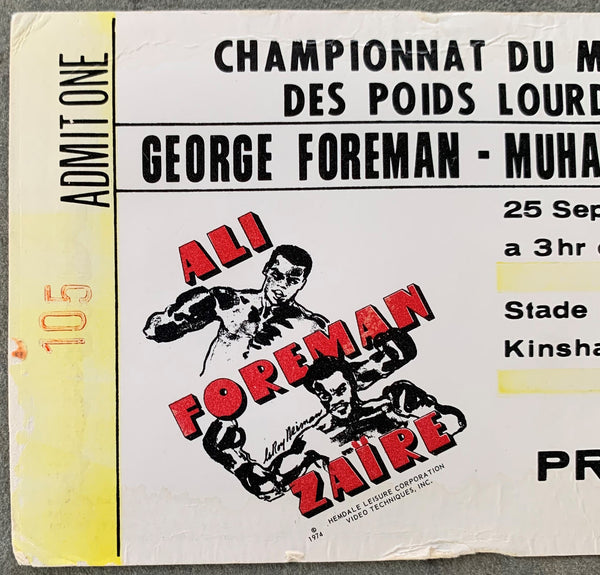 ADMIT ONE
105
CHAMPIONNAT DU M
DES POIDS LOURD
GEORGE FOREMAN - MUHA
25 Sep
a 3hr
Stade
Kinsha
PR
ALI
FOREMAN
ZAÏRE
LeRoy Neiman
© HEMDALE LEISURE CORPORATION
1974 VIDEO TECHNIQUES, INC.